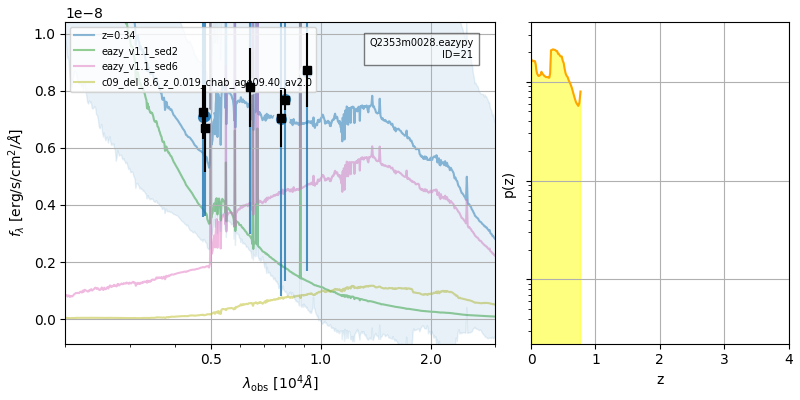 1e−8
z=0.34
eazy_v1.1_sed2
eazy_v1.1_sed6
c09_del_8.6_z_0.019_chab_age09.40_av2.0
Q2353m0028.eazypy
ID=21
1.0
0.8
0.6
0.4
0.2
0.0
f_λ [erg/s/cm²/Å]
0.5 1.0 2.0
λ_obs [10⁴Å]
p(z)
0 1 2 3 4
z